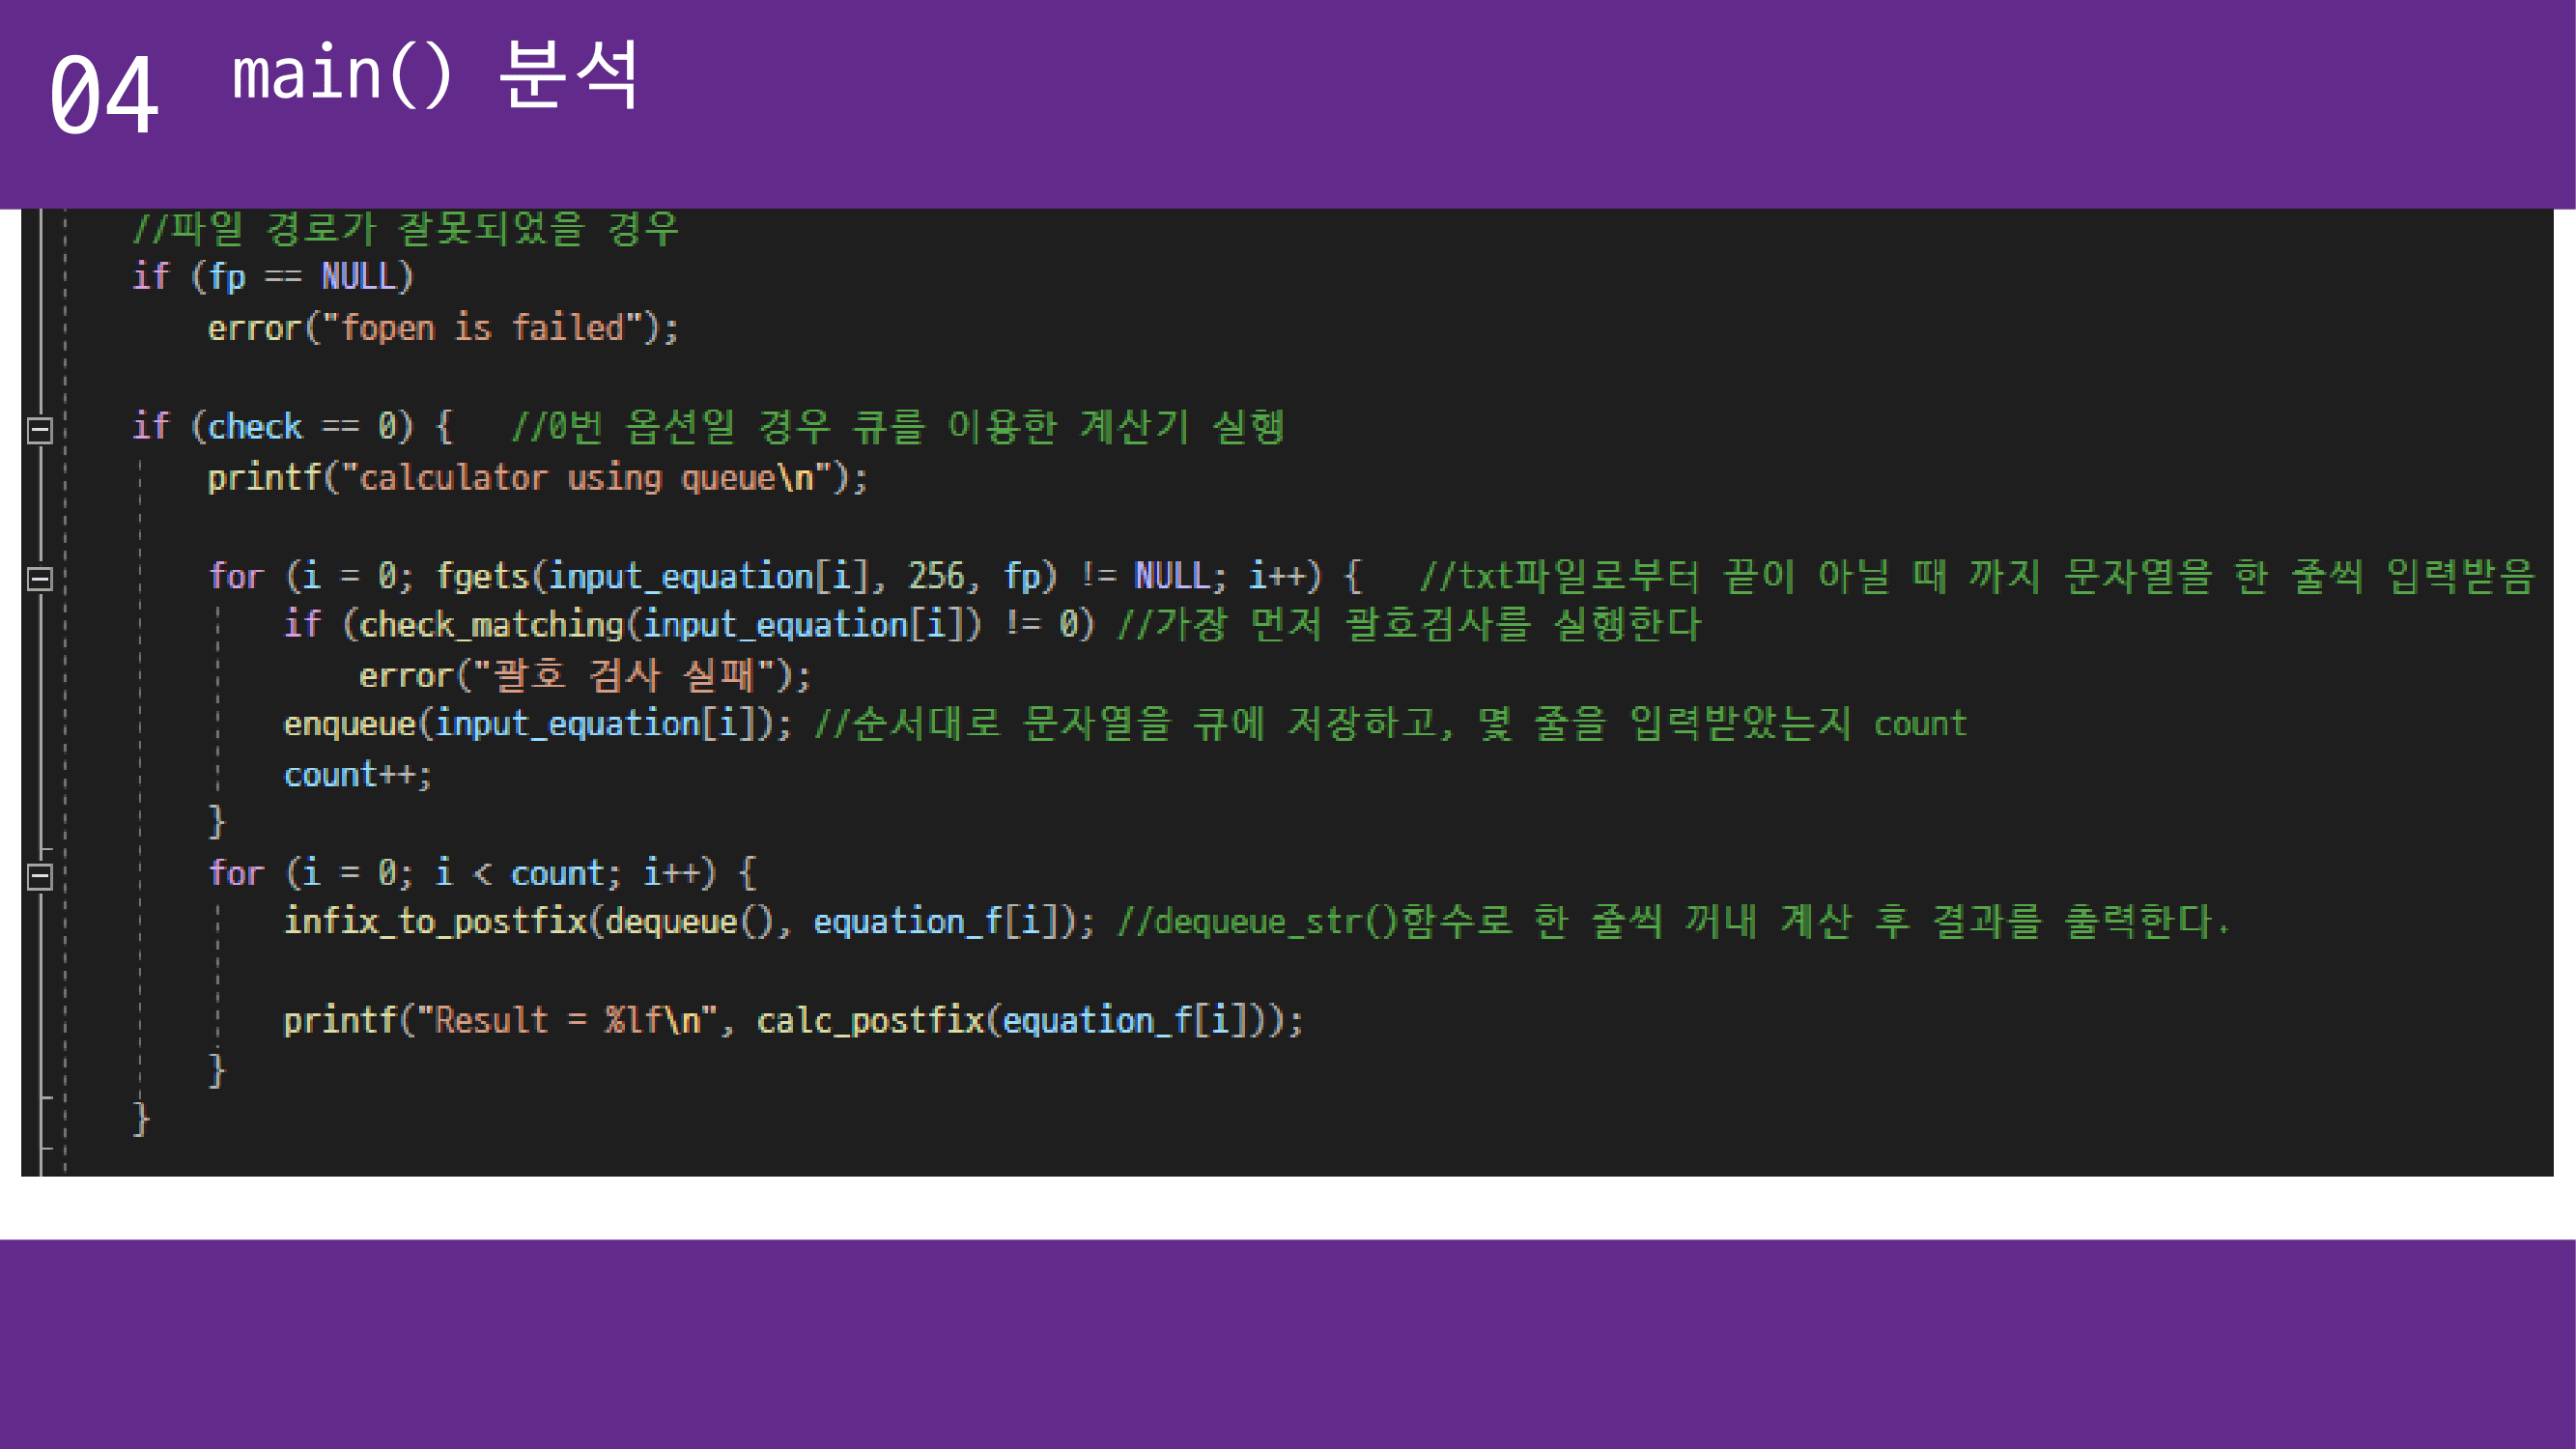 04 main() 분석
//파일 경로가 잘못되었을 경우
if (fp == NULL)
error("fopen is failed");
if (check == 0) { //0번 옵션일 경우 큐를 이용한 계산기 실행
printf("calculator using queue\n");
for (i = 0; fgets(input_equation[i], 256, fp) != NULL; i++) { //txt파일로부터 끝이 아닐 때 까지 문자열을 한 줄씩 입력받음
if (check_matching(input_equation[i]) != 0) //가장 먼저 괄호검사를 실행한다
error("괄호 검사 실패");
enqueue(input_equation[i]); //순서대로 문자열을 큐에 저장하고, 몇 줄을 입력받았는지 count
count++;
}
for (i = 0; i < count; i++) {
infix_to_postfix(dequeue(), equation_f[i]); //dequeue_str()함수로 한 줄씩 꺼내 계산 후 결과를 출력한다.
printf("Result = %lf\n", calc_postfix(equation_f[i]));
}
}